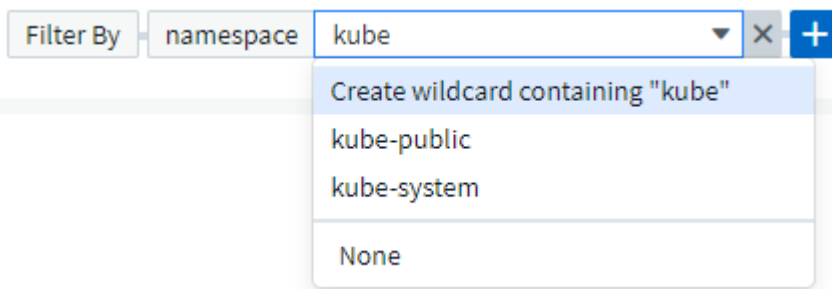 Filter By namespace kube
Create wildcard containing "kube"
kube-public
kube-system
None